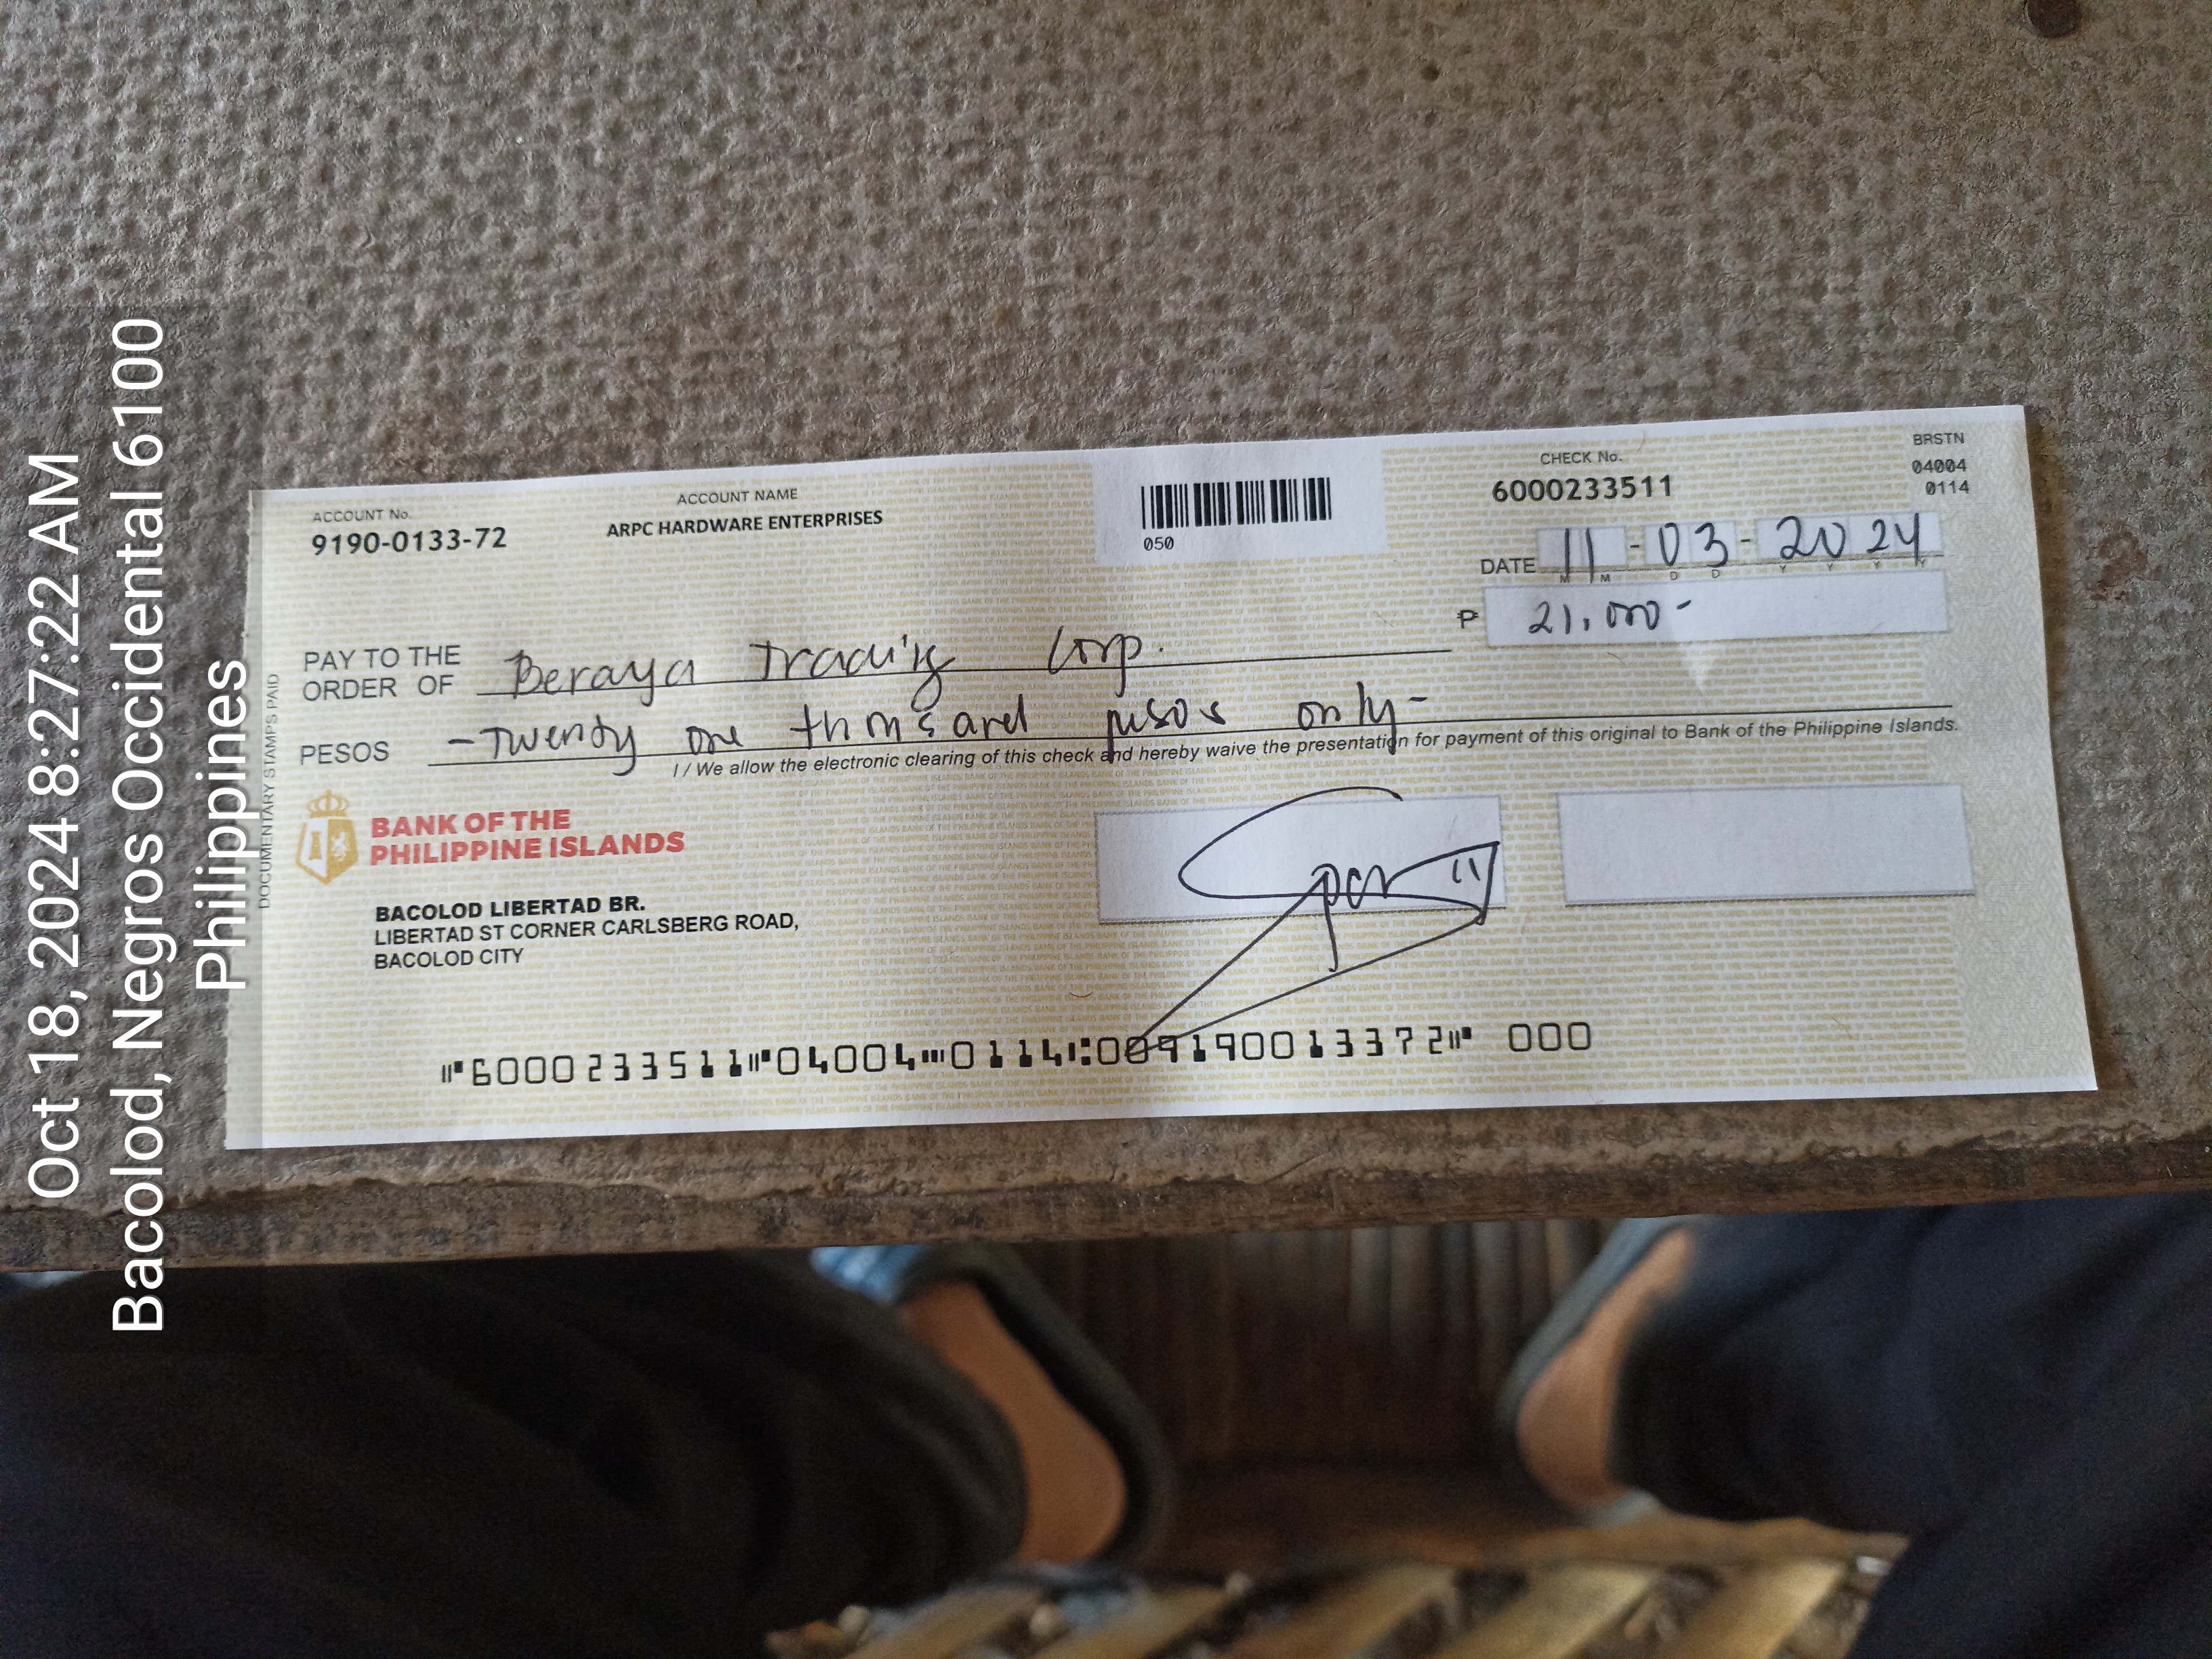 Oct 18, 2024 8:27:22 AM
Bacolod, Negros Occidental 6100
Philippines
ACCOUNT No.
9190-0133-72
ACCOUNT NAME
ARPC HARDWARE ENTERPRISES
050
CHECK No.
6000233511
BRSTN
04004
0114
DATE 11-03-2024
M M D D Y Y Y Y
₱ 21,000-
PAY TO THE
ORDER OF Beraya Trading Corp.
PESOS -Twenty one thousand pesos only-
I / We allow the electronic clearing of this check and hereby waive the presentation for payment of this original to Bank of the Philippine Islands.
DOCUMENTARY STAMPS PAID
BANK OF THE
PHILIPPINE ISLANDS
BACOLOD LIBERTAD BR.
LIBERTAD ST CORNER CARLSBERG ROAD,
BACOLOD CITY
⑈6000233511⑈04004⑉0114⑆009190013372⑈ 000